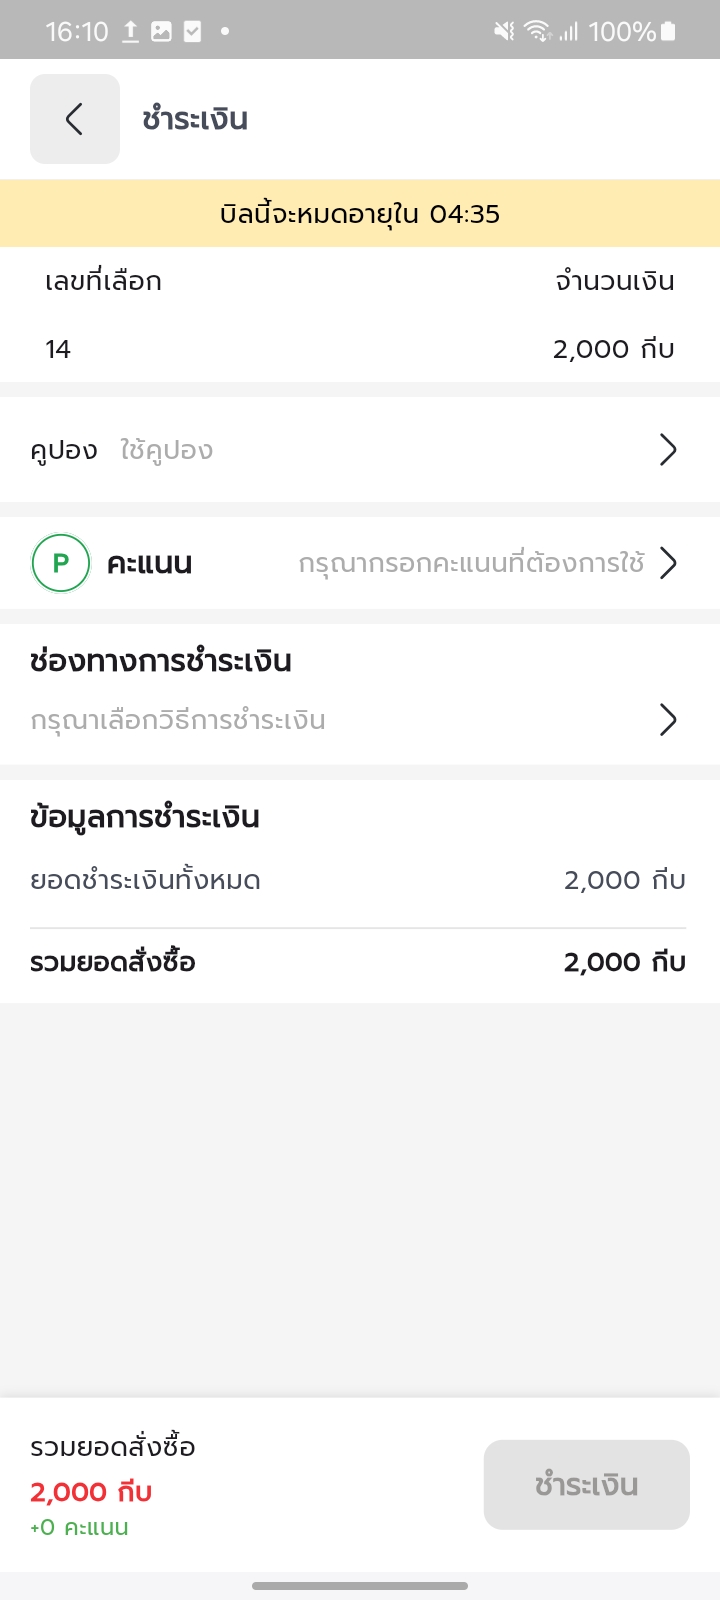 16:10 100%
ชำระเงิน
บิลนี้จะหมดอายุใน 04:35
เลขที่เลือก จำนวนเงิน
14 2,000 กีบ
คูปอง ใช้คูปอง
P คะแนน กรุณากรอกคะแนนที่ต้องการใช้
ช่องทางการชำระเงิน
กรุณาเลือกวิธีการชำระเงิน
ข้อมูลการชำระเงิน
ยอดชำระเงินทั้งหมด 2,000 กีบ
รวมยอดสั่งซื้อ 2,000 กีบ
รวมยอดสั่งซื้อ
2,000 กีบ
+0 คะแนน
ชำระเงิน